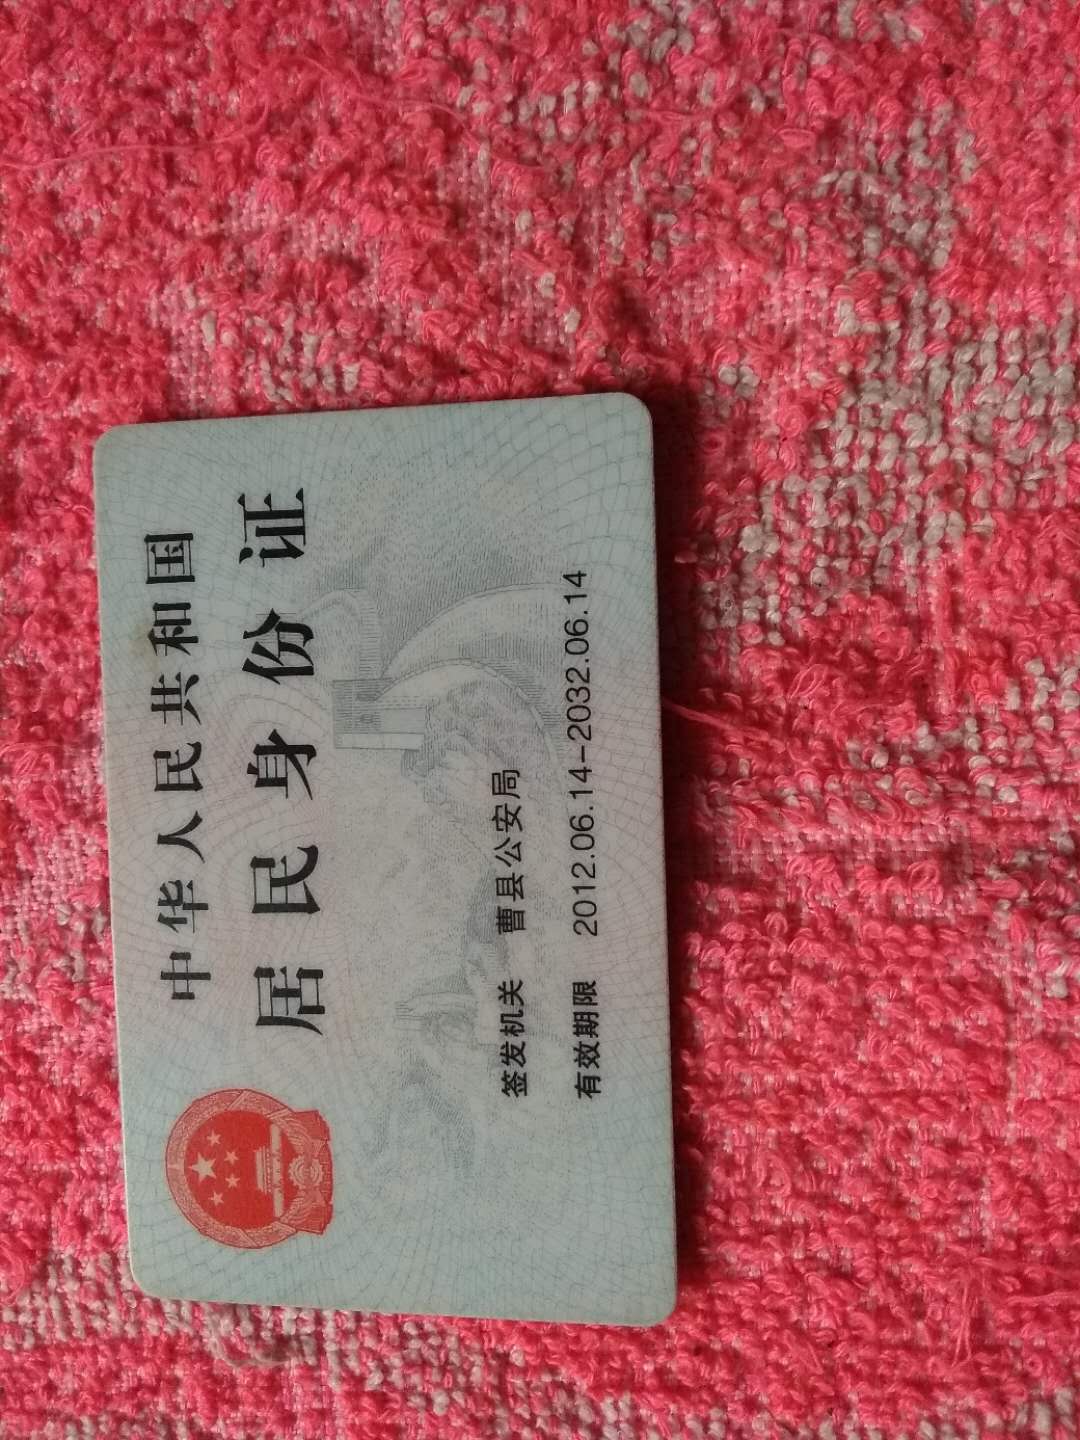 中华人民共和国
居民身份证
签发机关 曹县公安局
有效期限 2012.06.14-2032.06.14